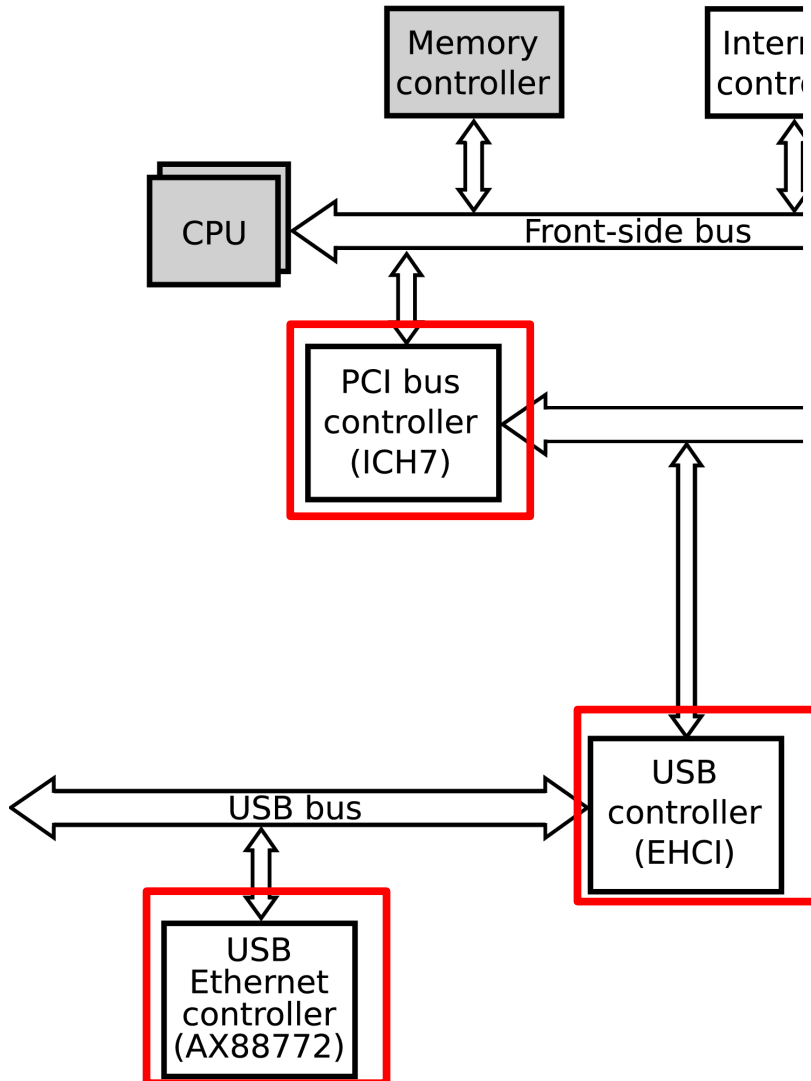 Memory
controller
CPU
Front-side bus
PCI bus
controller
(ICH7)
USB
controller
(EHCI)
USB bus
USB
Ethernet
controller
(AX88772)